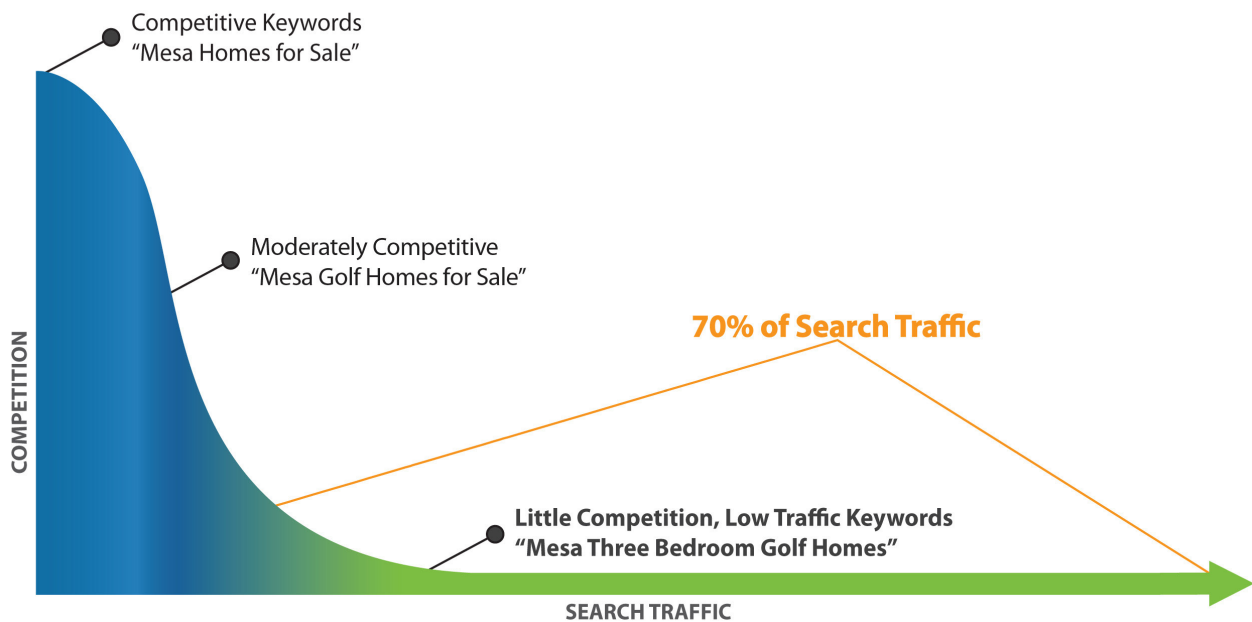 Competitive Keywords
“Mesa Homes for Sale”
Moderately Competitive
“Mesa Golf Homes for Sale”
70% of Search Traffic
COMPETITION
Little Competition, Low Traffic Keywords
“Mesa Three Bedroom Golf Homes”
SEARCH TRAFFIC